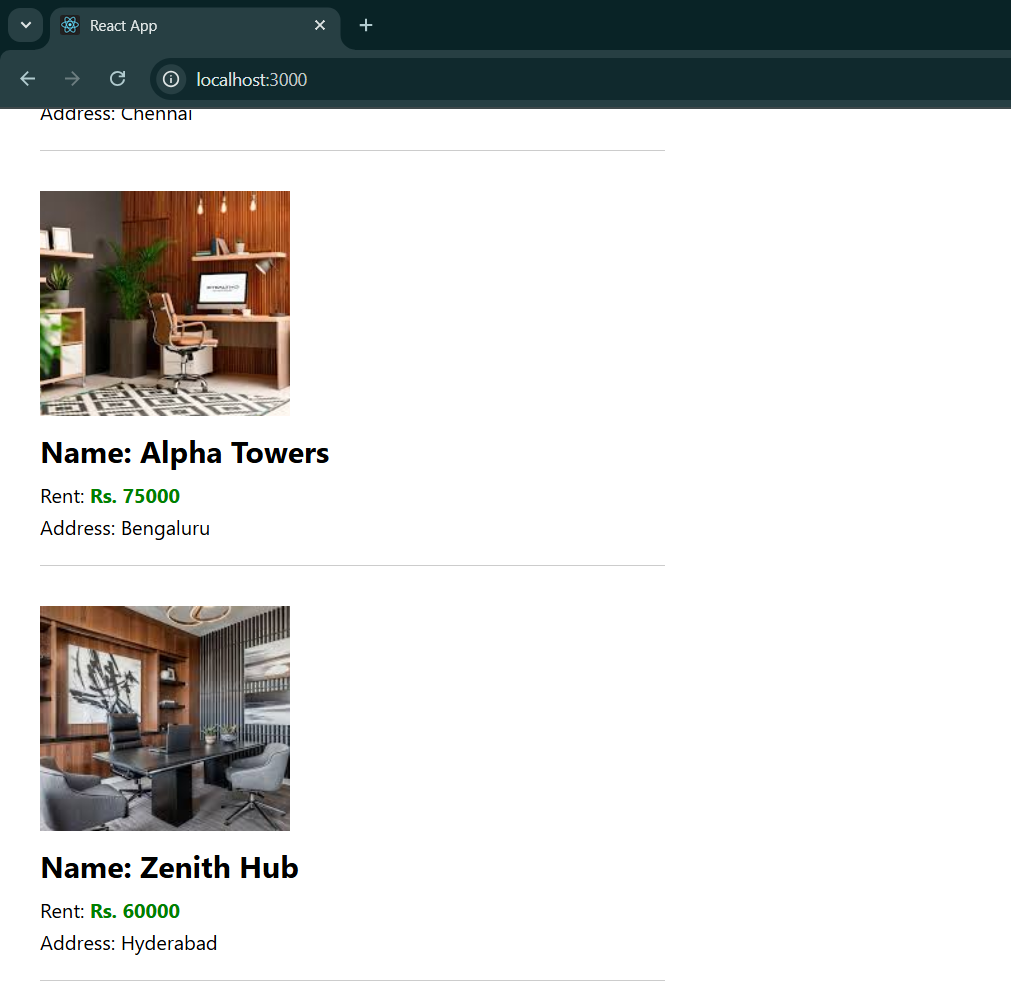 React App
localhost:3000
Address: Chennai
Name: Alpha Towers
Rent: Rs. 75000
Address: Bengaluru
Name: Zenith Hub
Rent: Rs. 60000
Address: Hyderabad